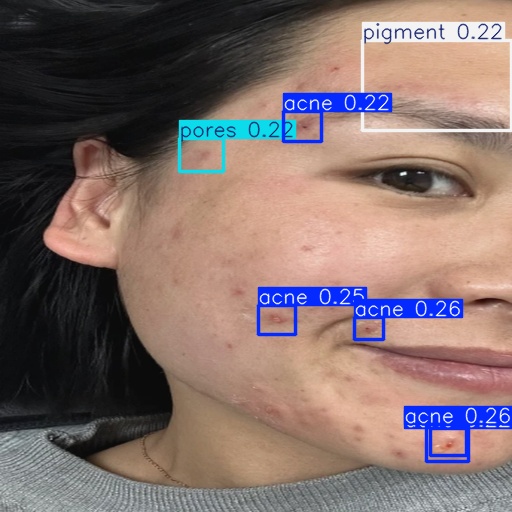 pigment 0.22
acne 0.22
pores 0.22
acne 0.25
acne 0.26
acne 0.26